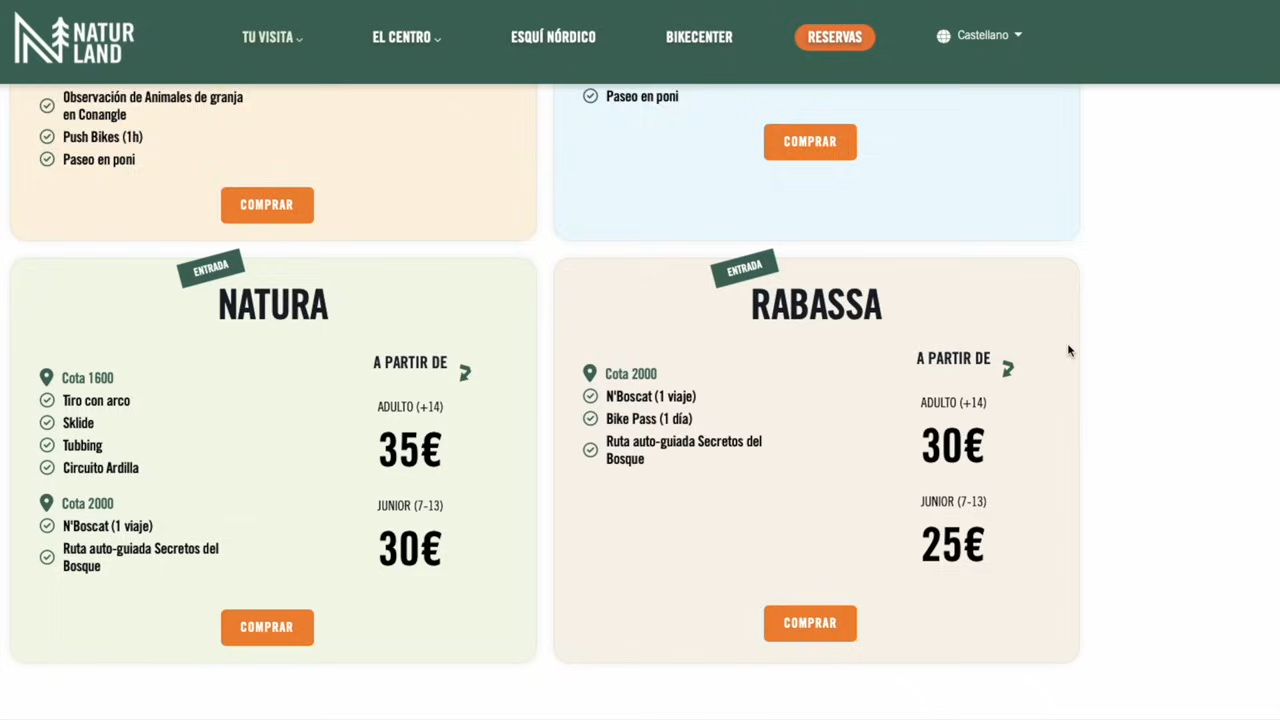 NATUR
LAND
TU VISITA
EL CENTRO
ESQUÍ NÓRDICO
BIKECENTER
RESERVAS
Castellano
Observación de Animales de granja
en Conangle
Push Bikes (1h)
Paseo en poni
COMPRAR
Paseo en poni
COMPRAR
ENTRADA
NATURA
Cota 1600
Tiro con arco
Sklide
Tubbing
Circuito Ardilla
Cota 2000
N'Boscat (1 viaje)
Ruta auto-guiada Secretos del
Bosque
A PARTIR DE
ADULTO (+14)
35€
JUNIOR (7-13)
30€
COMPRAR
ENTRADA
RABASSA
Cota 2000
N'Boscat (1 viaje)
Bike Pass (1 día)
Ruta auto-guiada Secretos del
Bosque
A PARTIR DE
ADULTO (+14)
30€
JUNIOR (7-13)
25€
COMPRAR